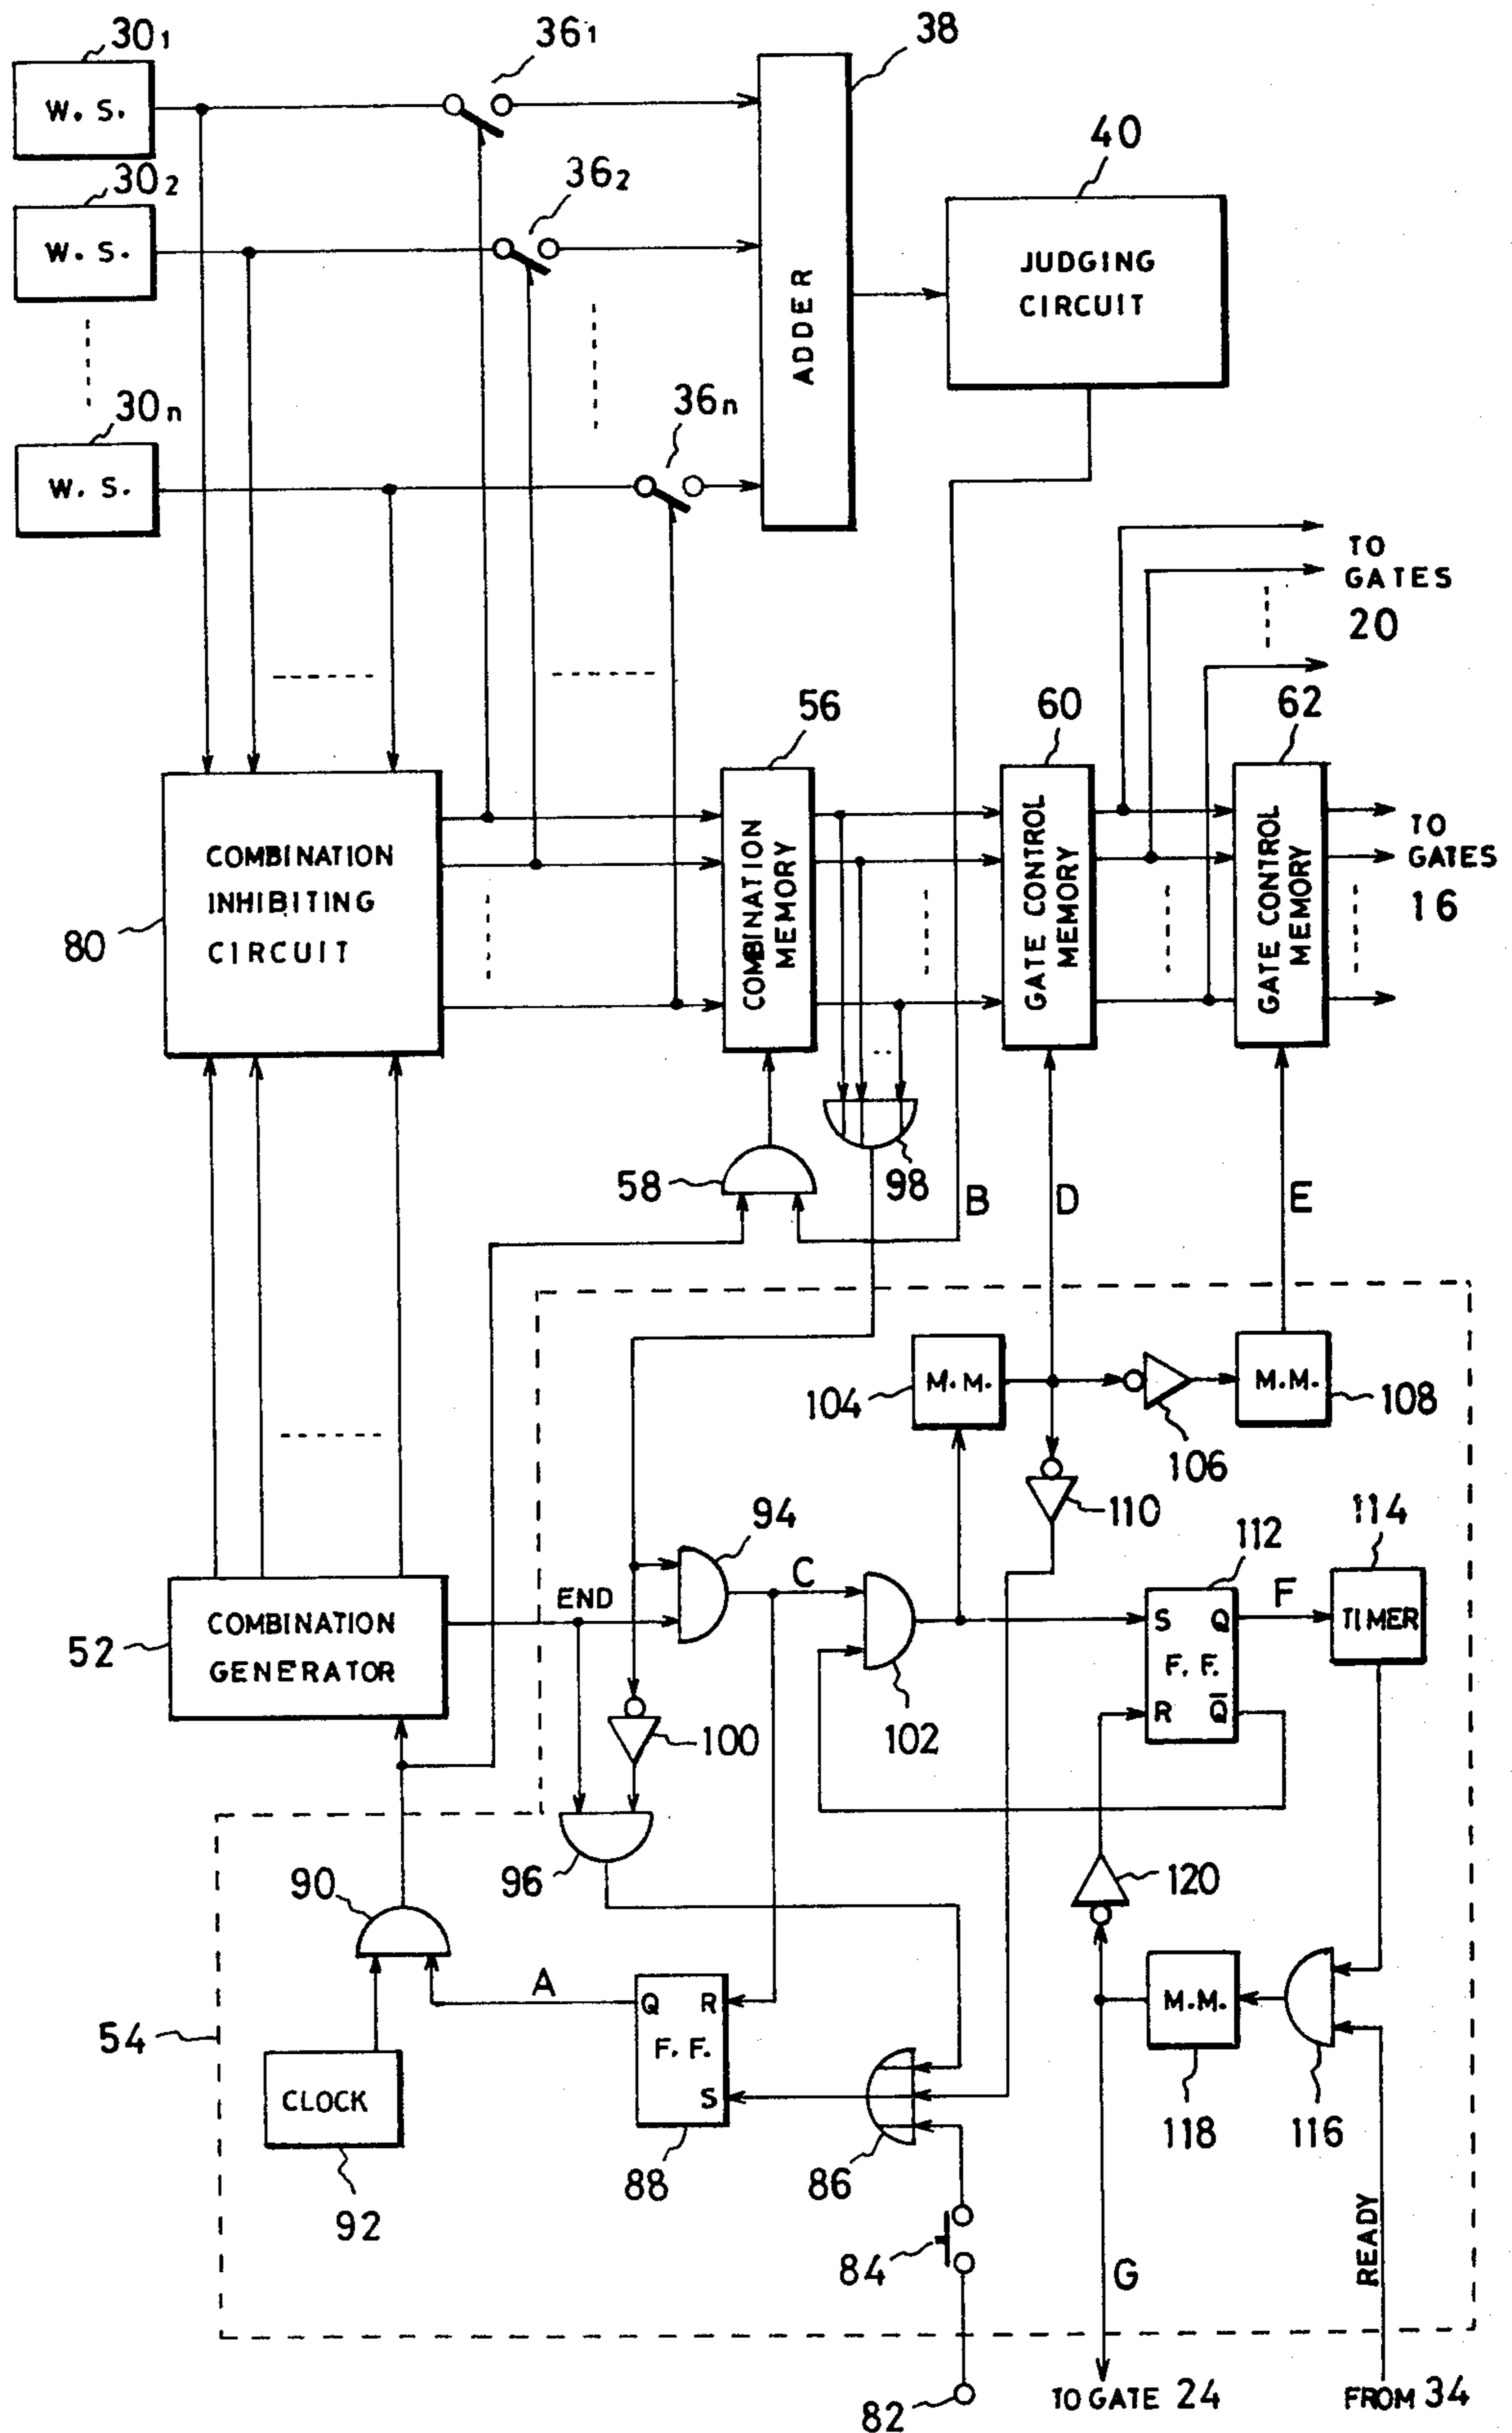 30₁
36₁
38
W. S.
30₂
36₂
40
W. S.
JUDGING
CIRCUIT
ADDER
30n
36n
W. S.
TO
GATES
20
56
60
62
COMBINATION
INHIBITING
CIRCUIT
80
COMBINATION
MEMORY
GATE CONTROL
MEMORY
GATE CONTROL
MEMORY
TO
GATES
16
58
98
B
D
E
104
M.M.
M.M.
108
106
110
94
112
114
END
C
F
52
COMBINATION
GENERATOR
S Q
F. F.
R Q̅
TIMER
100
102
96
90
120
A
Q R
F. F.
S
M.M.
54
CLOCK
92
88
86
118
116
84
G
READY
82
TO GATE 24
FROM 34